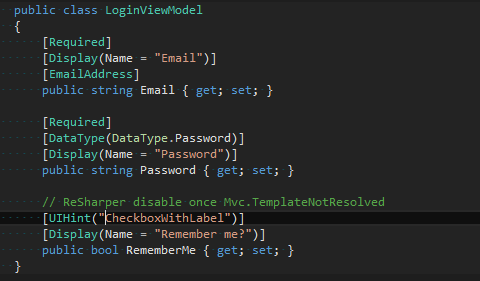 public class LoginViewModel
{
[Required]
[Display(Name = "Email")]
[EmailAddress]
public string Email { get; set; }
[Required]
[DataType(DataType.Password)]
[Display(Name = "Password")]
public string Password { get; set; }
// ReSharper disable once Mvc.TemplateNotResolved
[UIHint("CheckboxWithLabel")]
[Display(Name = "Remember me?")]
public bool RememberMe { get; set; }
}